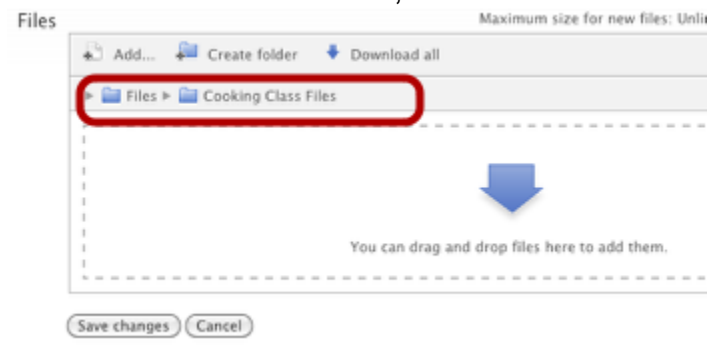 Files
Maximum size for new files:
Add... Create folder Download all
Files Cooking Class Files
You can drag and drop files here to add them.
Save changes Cancel